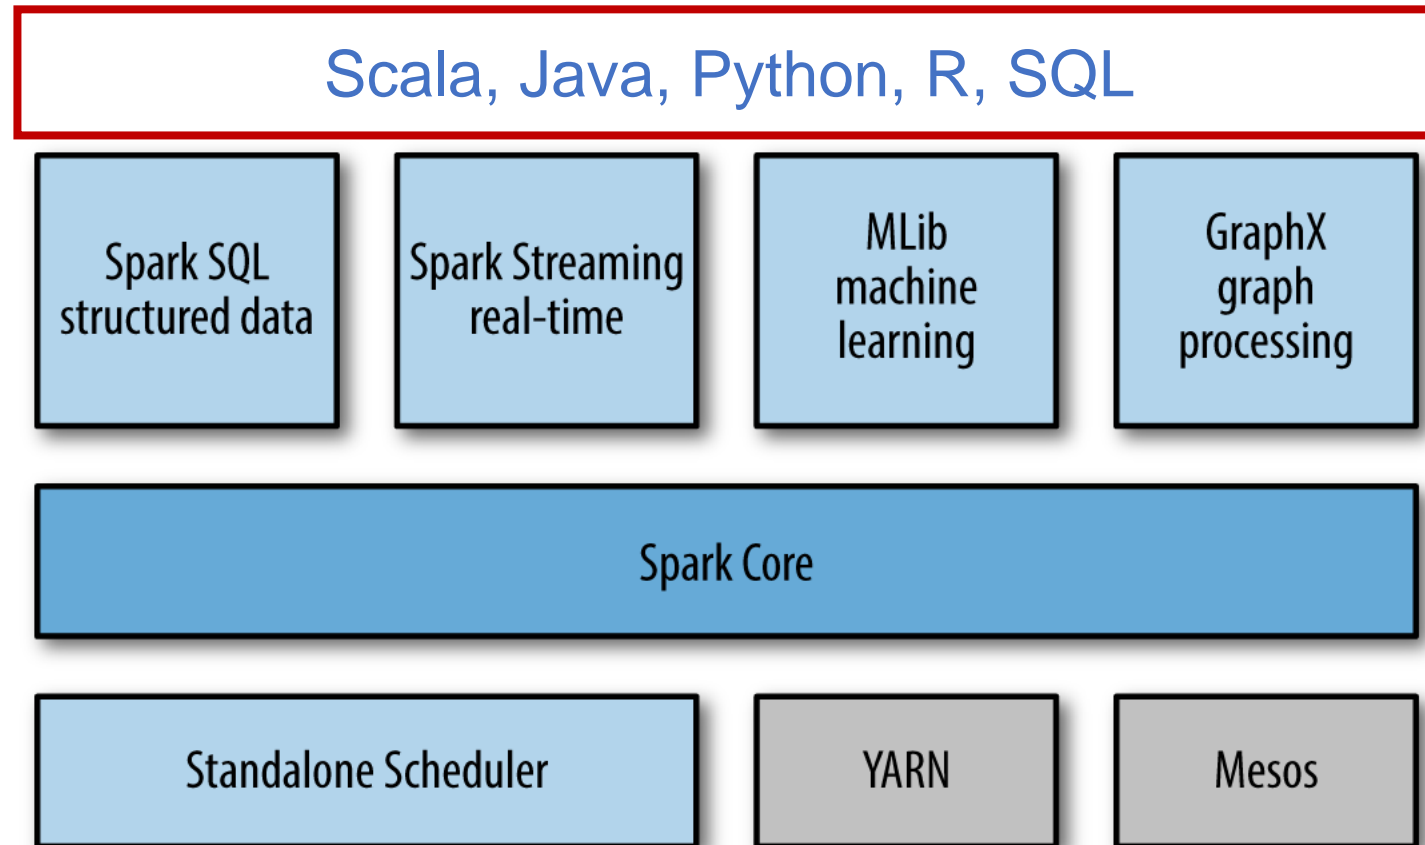 Scala, Java, Python, R, SQL
Spark SQL
structured data
Spark Streaming
real-time
MLib
machine
learning
GraphX
graph
processing
Spark Core
Standalone Scheduler
YARN
Mesos